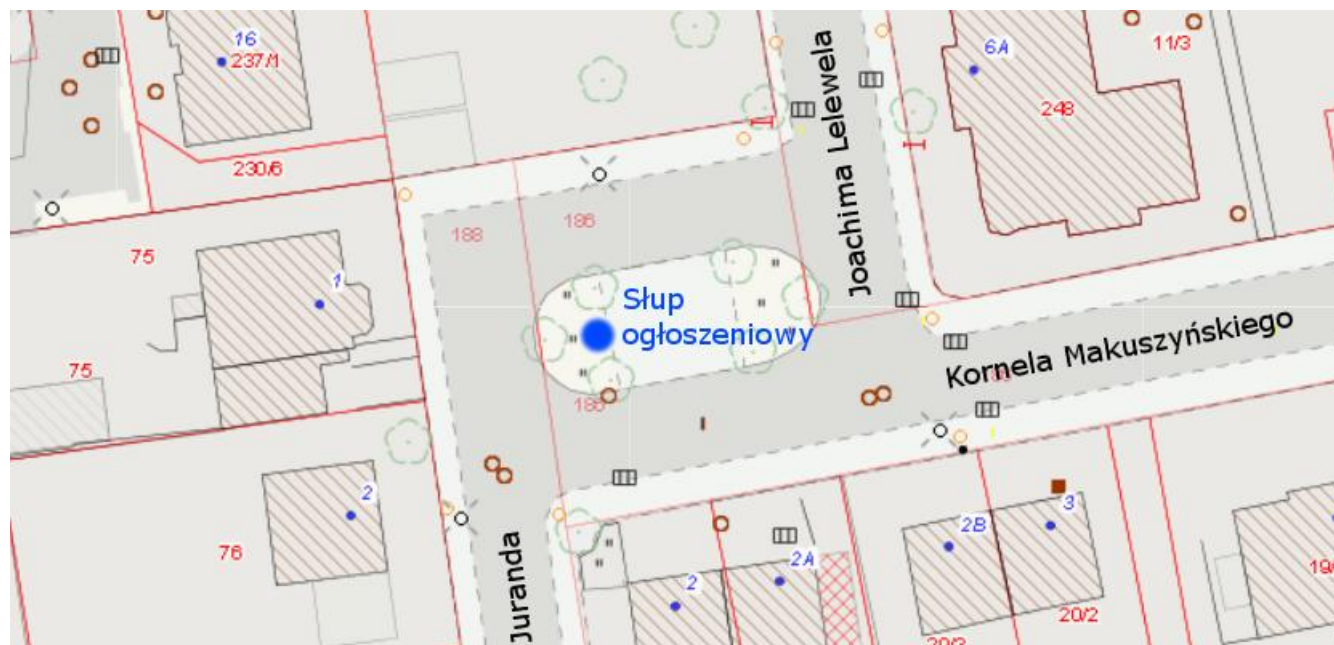 16
237/1
6A
11/3
248
230/6
Joachima Lelewela
75
188
186
1
Słup
ogłoszeniowy
Kornela Makuszyńskiego
75
186
2
76
Juranda
2B
3
2A
2
20/2